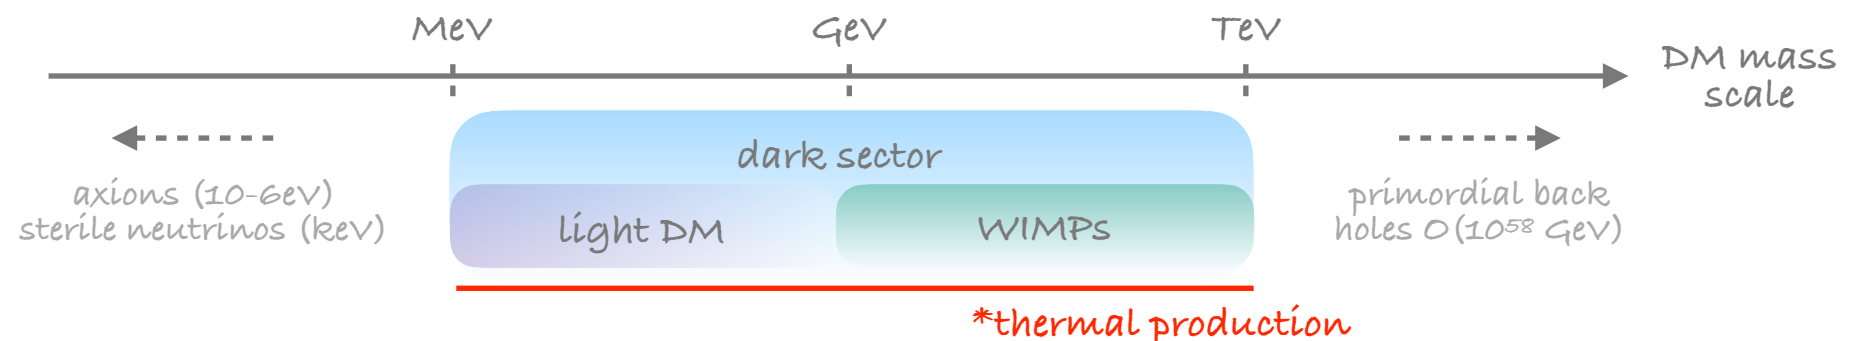 MeV
GeV
TeV
DM mass
scale
dark sector
axions (10-6eV)
sterile neutrinos (keV)
light DM
WIMPs
primordial back
holes O(10⁵⁸ GeV)
*thermal production